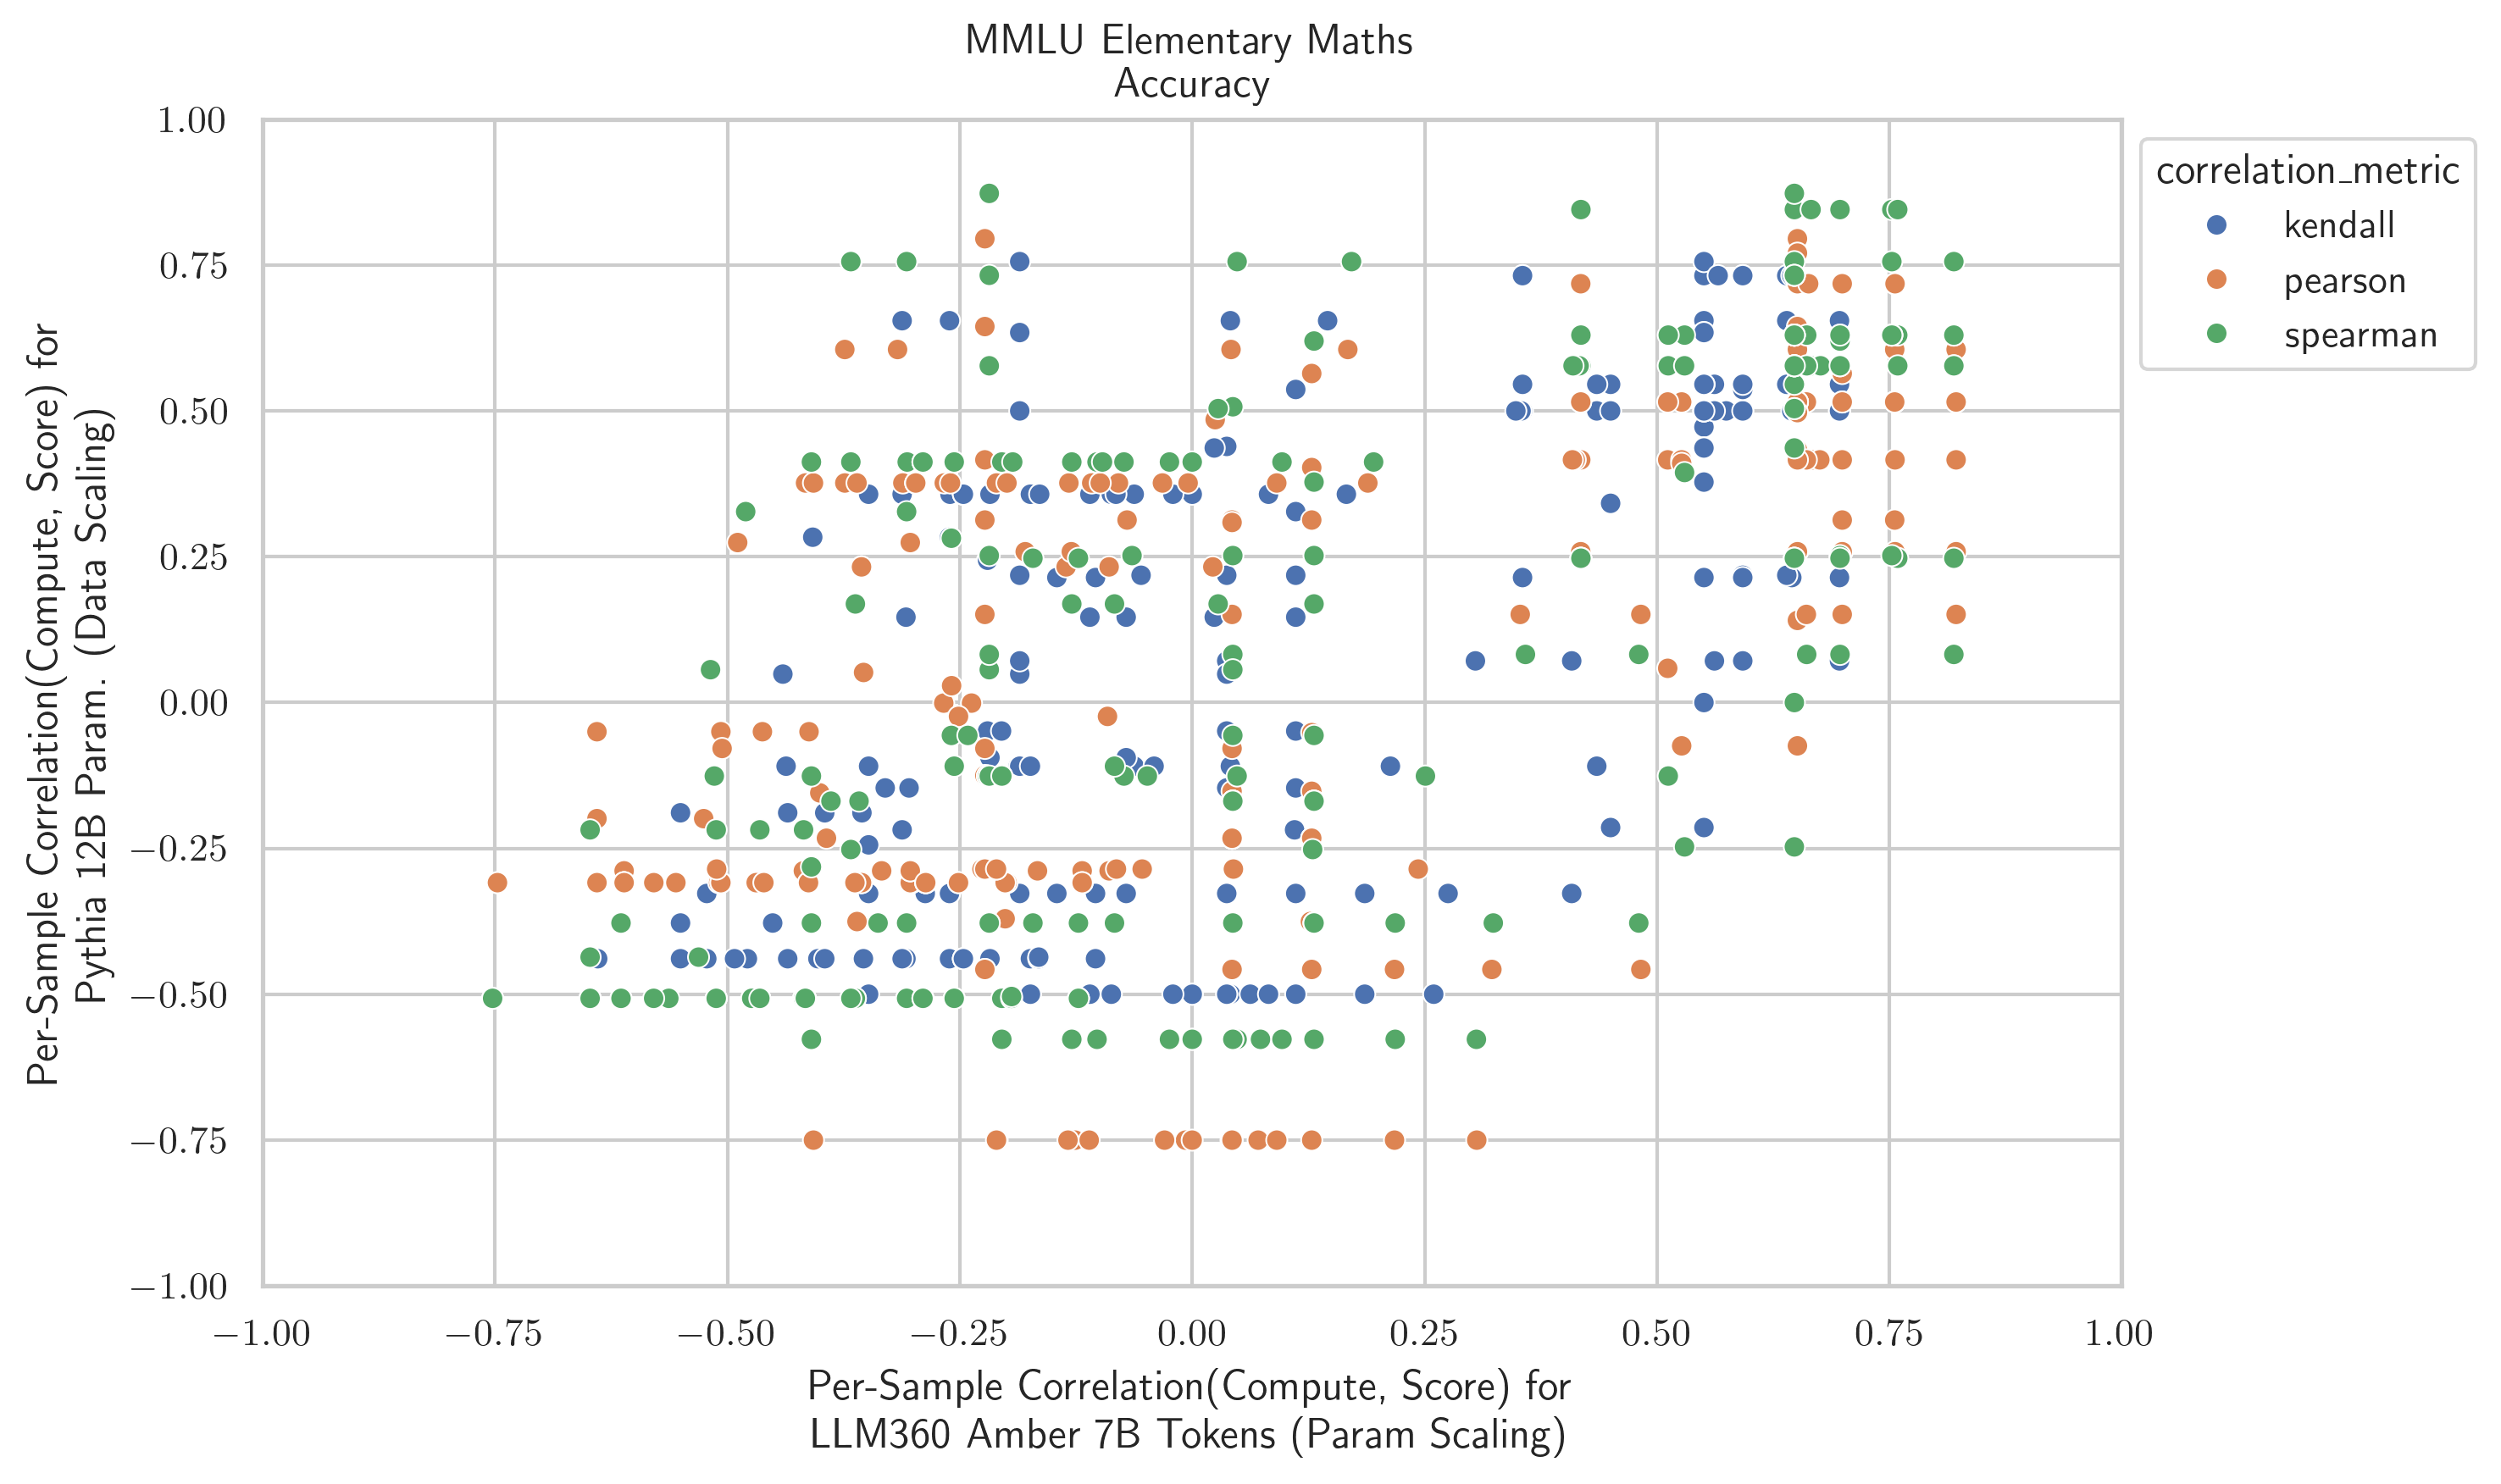 MMLU Elementary Maths
Accuracy
1.00
0.75
0.50
0.25
0.00
−0.25
−0.50
−0.75
−1.00
Per-Sample Correlation(Compute, Score) for
Pythia 12B Param. (Data Scaling)
−1.00 −0.75 −0.50 −0.25 0.00 0.25 0.50 0.75 1.00
Per-Sample Correlation(Compute, Score) for
LLM360 Amber 7B Tokens (Param Scaling)
correlation_metric
kendall
pearson
spearman